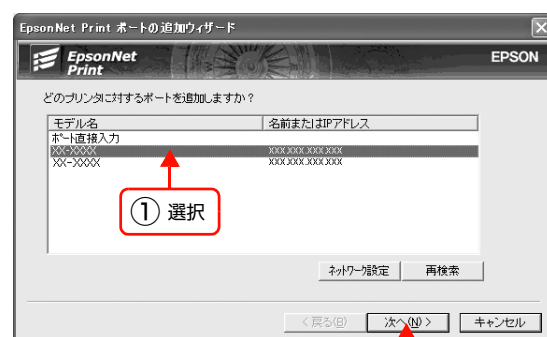 EpsonNet Print ポートの追加ウィザード
EpsonNet
Print
EPSON
どのプリンタに対するポートを追加しますか？
モデル名 名前またはIPアドレス
ポート直接入力
XX-XXXX XXX.XXX.XXX.XXX
XX-XXXX XXX.XXX.XXX.XXX
① 選択
ネットワーク設定 再検索
< 戻る(B) 次へ(N) > キャンセル